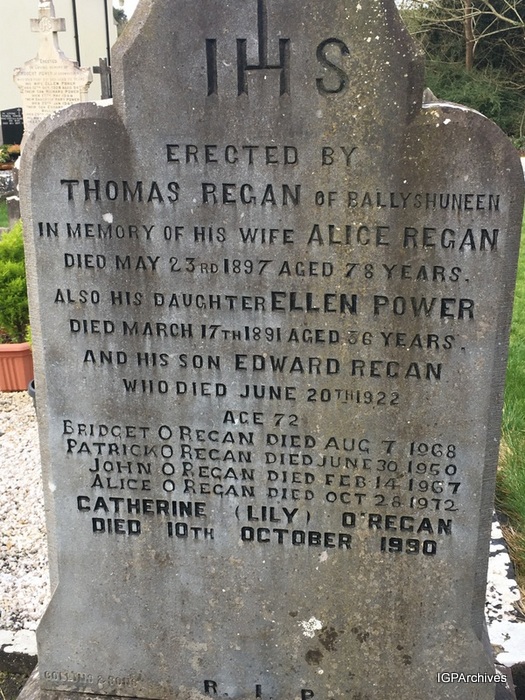 IHS
ERECTED BY
THOMAS REGAN OF BALLYSHUNEEN
IN MEMORY OF HIS WIFE ALICE REGAN
DIED MAY 23RD 1897 AGED 78 YEARS.
ALSO HIS DAUGHTER ELLEN POWER
DIED MARCH 17TH 1891 AGED 36 YEARS.
AND HIS SON EDWARD REGAN
WHO DIED JUNE 20TH 1922
AGE 72
BRIDGET O REGAN DIED AUG 7 1968
PATRICK O REGAN DIED JUNE 30 1950
JOHN O REGAN DIED FEB 14 1967
ALICE O REGAN DIED OCT 28 1972
CATHERINE (LILY) O'REGAN
DIED 10TH OCTOBER 1990
R. I. P
IGPArchives